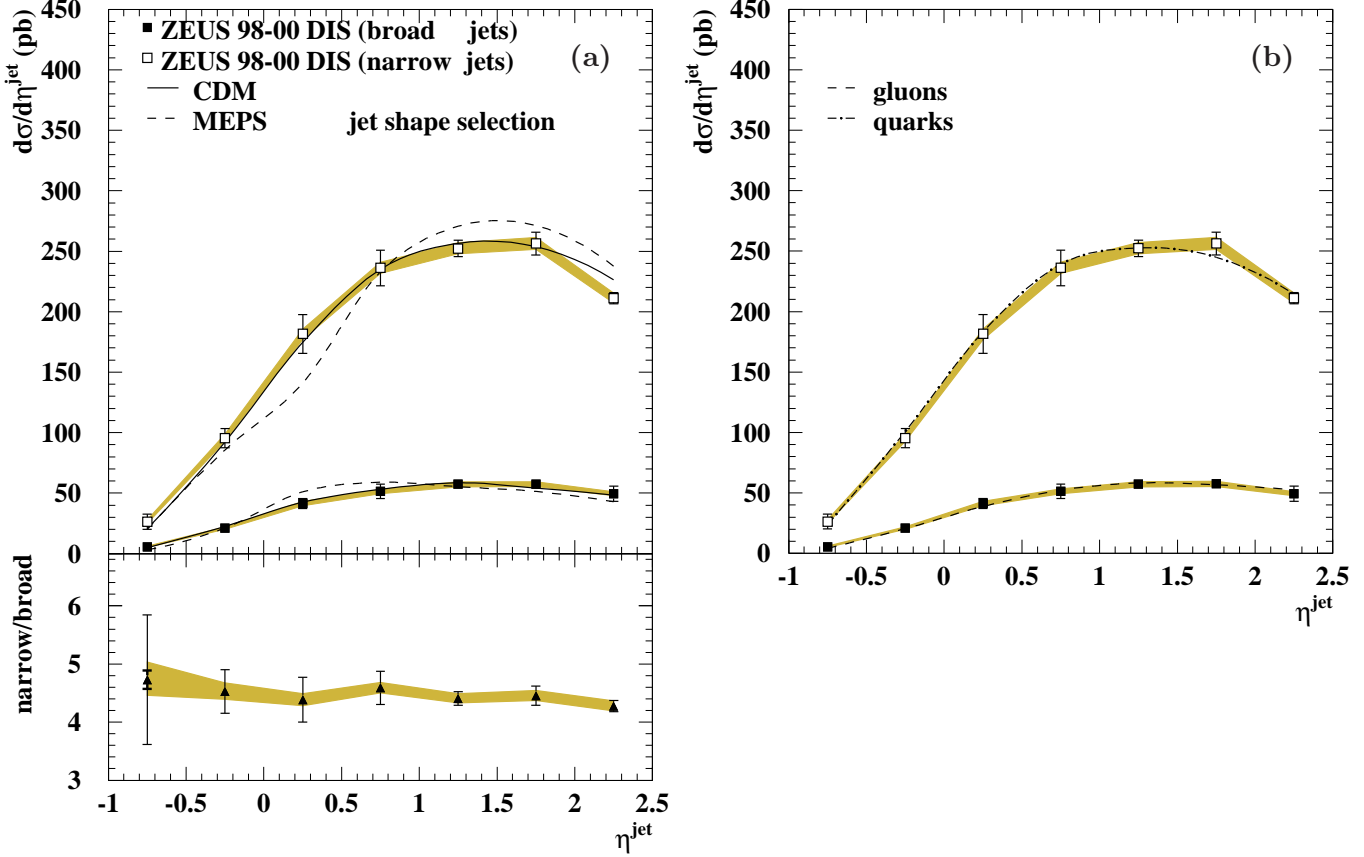 dσ/dη^jet (pb)
450
400
350
300
250
200
150
100
50
0
ZEUS 98-00 DIS (broad jets)
ZEUS 98-00 DIS (narrow jets)
CDM
MEPS jet shape selection
(a)
narrow/broad
6
5
4
3
-1 -0.5 0 0.5 1 1.5 2 2.5
η^jet
dσ/dη^jet (pb)
450
400
350
300
250
200
150
100
50
0
(b)
gluons
quarks
-1 -0.5 0 0.5 1 1.5 2 2.5
η^jet